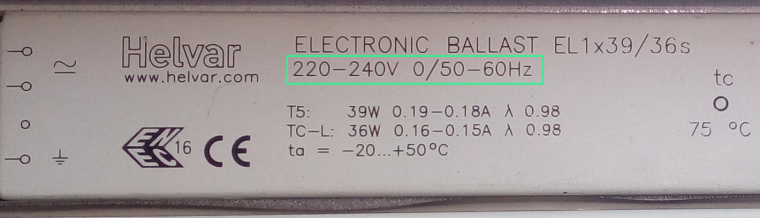 Helvar
www.helvar.com
ELECTRONIC BALLAST EL1x39/36s
220-240V 0/50-60Hz
T5: 39W 0.19-0.18A λ 0.98
TC-L: 36W 0.16-0.15A λ 0.98
ta = -20...+50°C
ENEC 16 CE
tc
75 °C